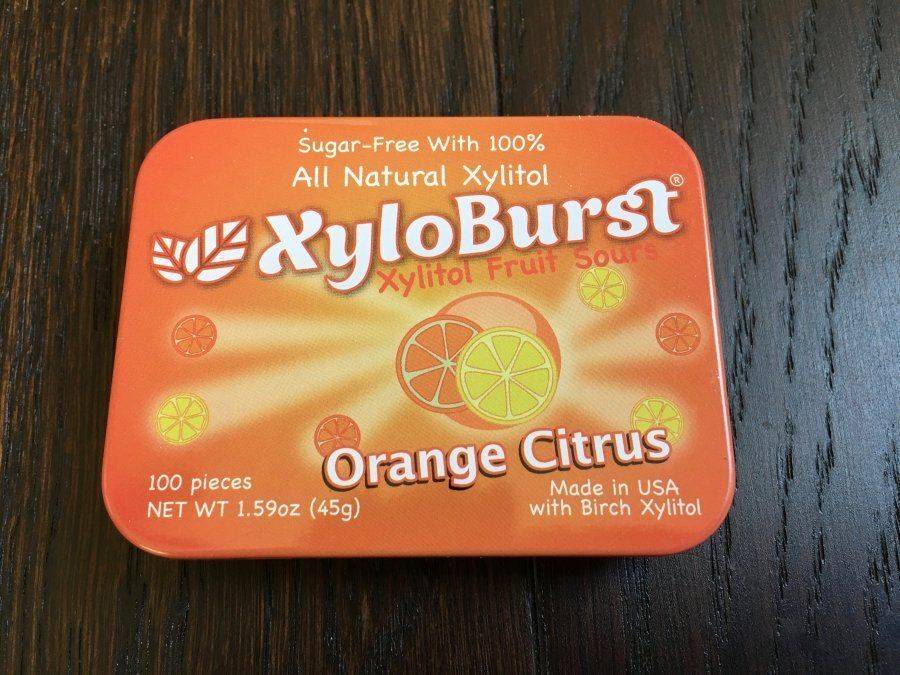 Sugar-Free With 100%
All Natural Xylitol
XyloBurst®
Xylitol Fruit Sours
Orange Citrus
100 pieces
NET WT 1.59oz (45g)
Made in USA
with Birch Xylitol